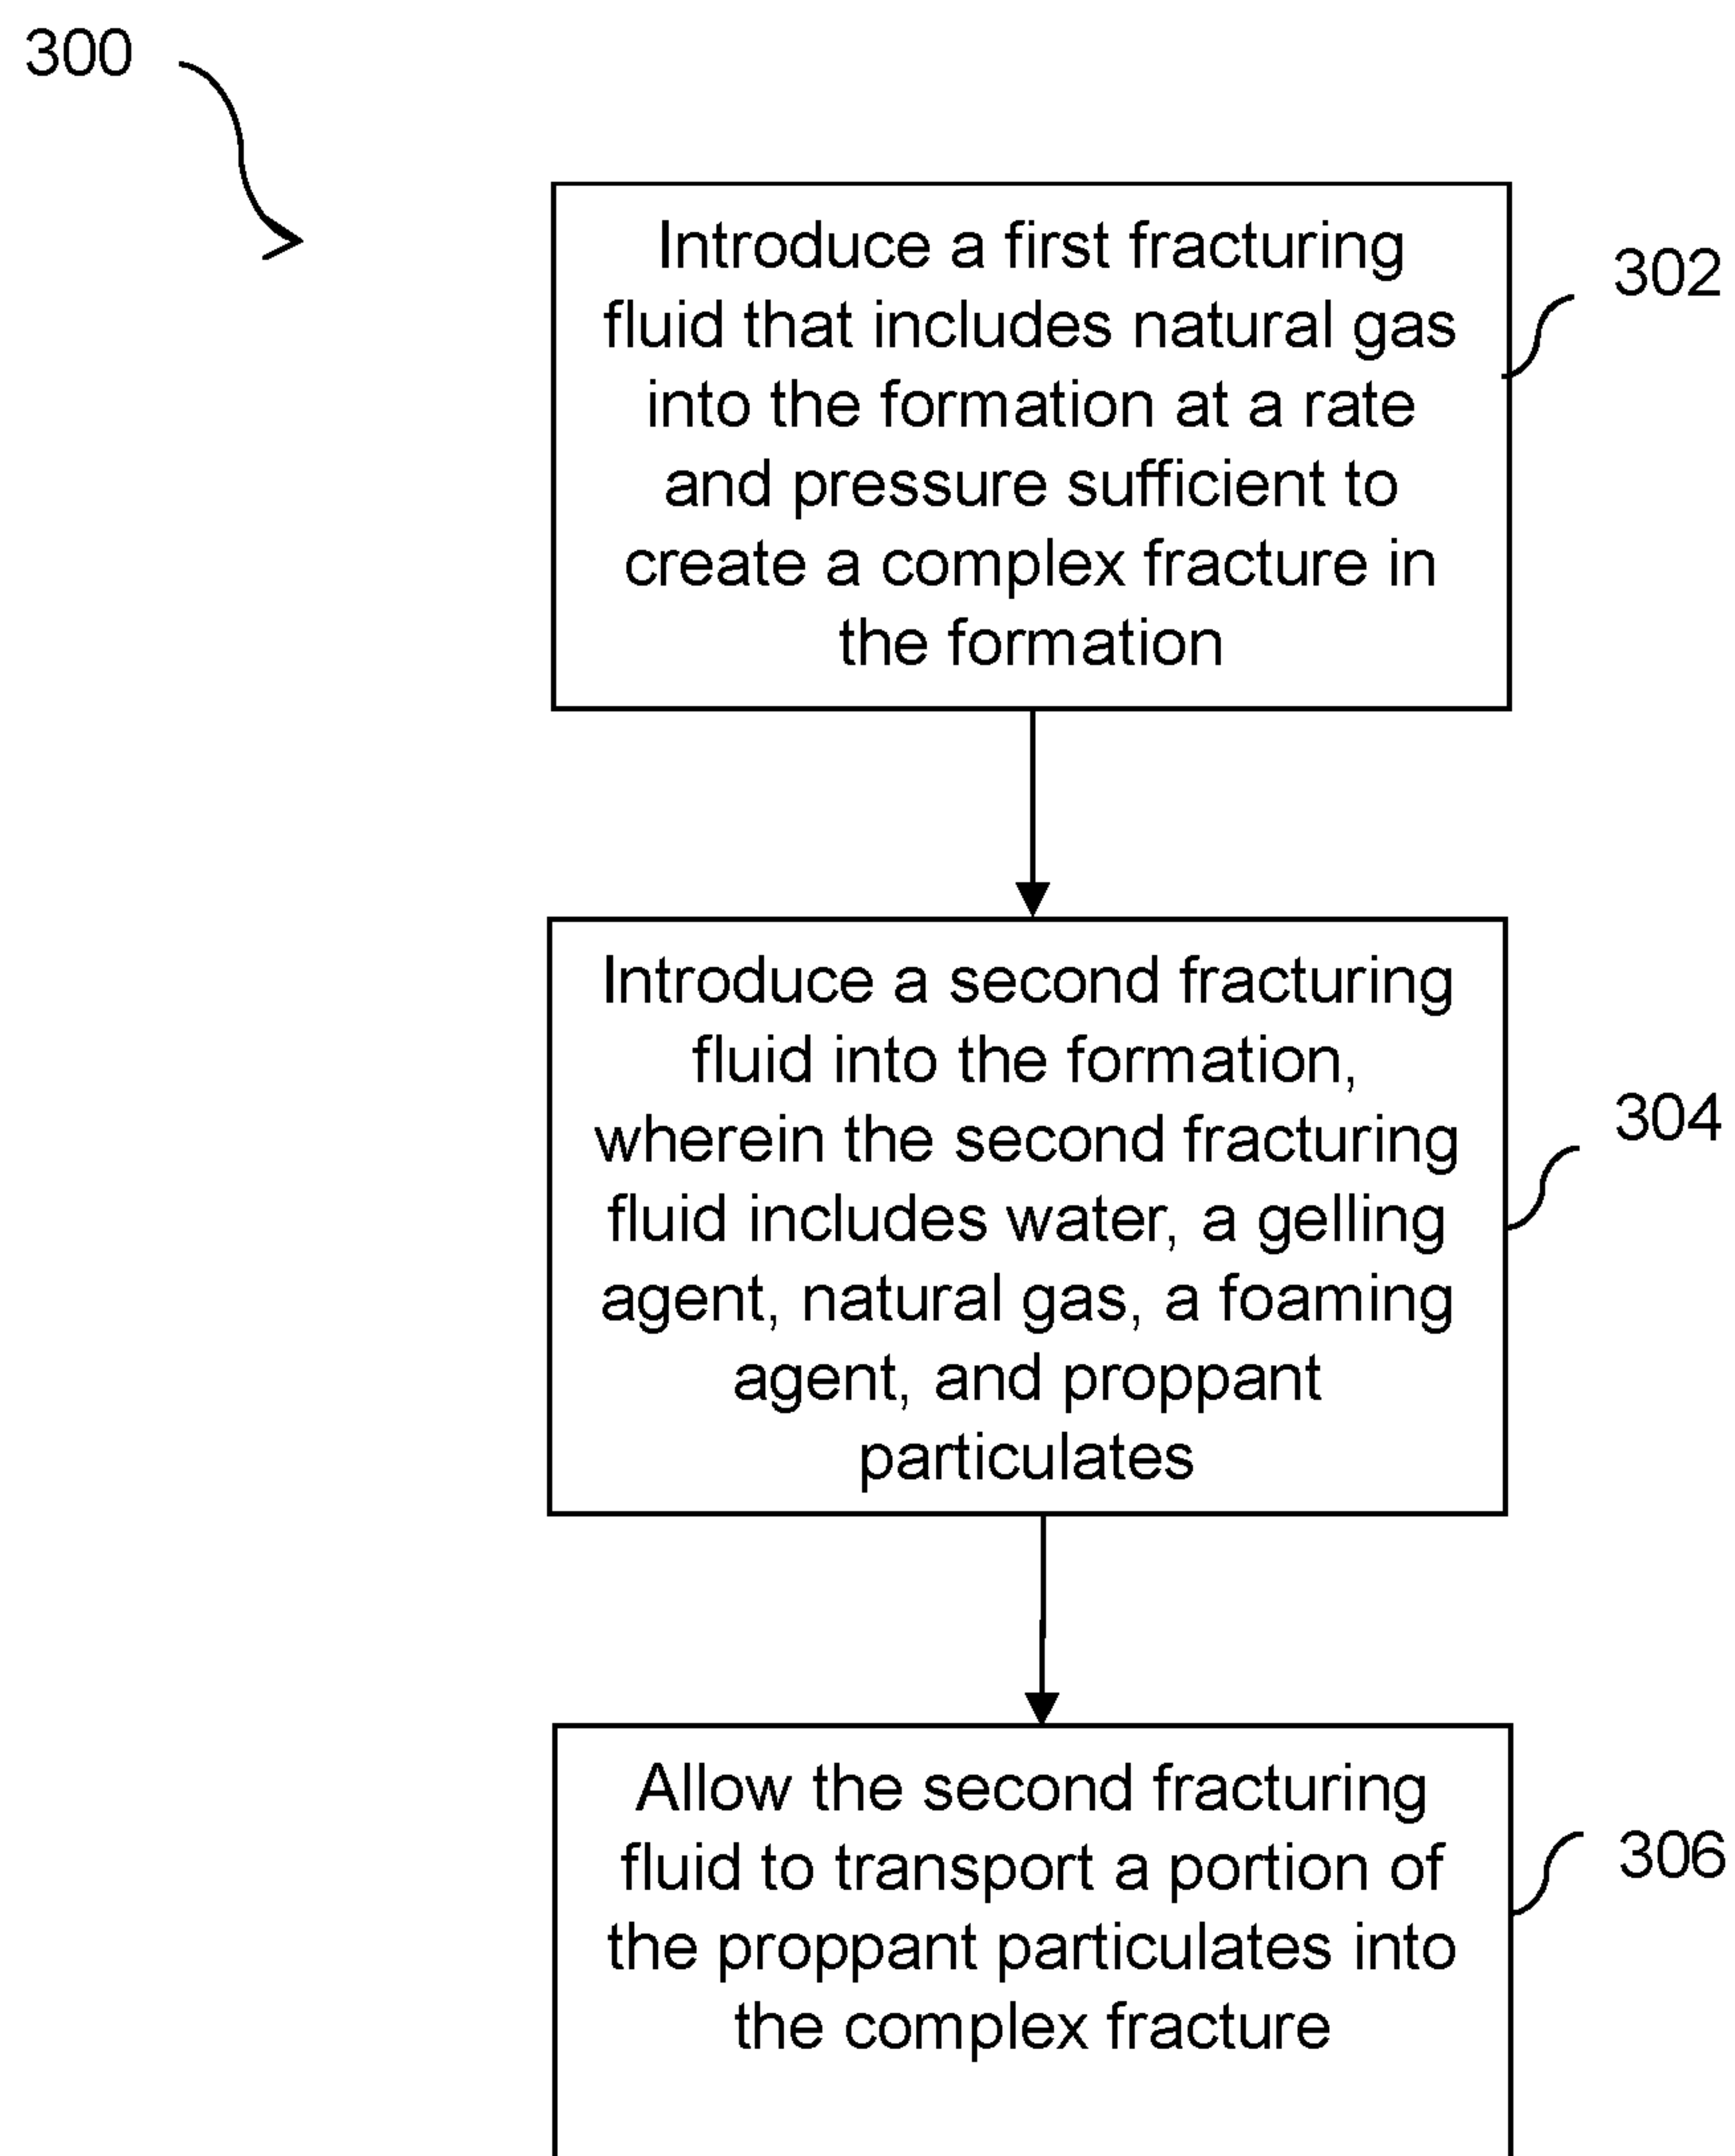 300
Introduce a first fracturing
fluid that includes natural gas
into the formation at a rate
and pressure sufficient to
create a complex fracture in
the formation
302
Introduce a second fracturing
fluid into the formation,
wherein the second fracturing
fluid includes water, a gelling
agent, natural gas, a foaming
agent, and proppant
particulates
304
Allow the second fracturing
fluid to transport a portion of
the proppant particulates into
the complex fracture
306